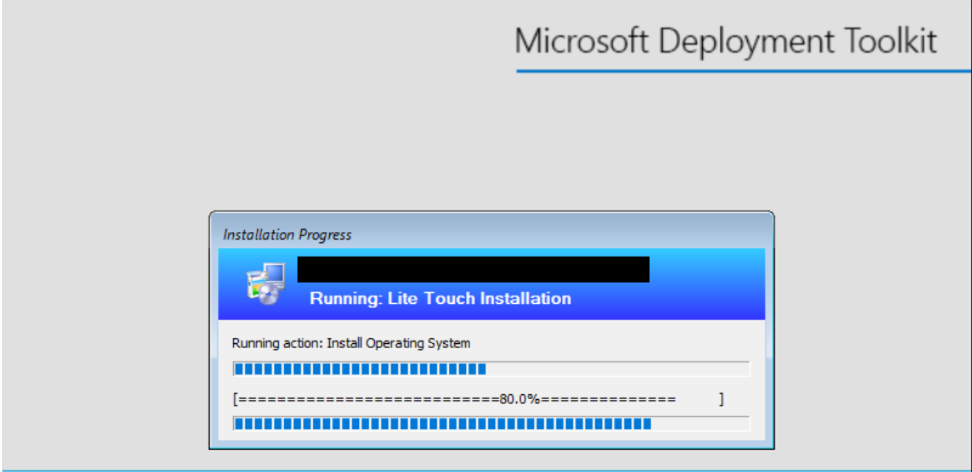 Microsoft Deployment Toolkit
Installation Progress
Running: Lite Touch Installation
Running action: Install Operating System
[===========================80.0%============== ]